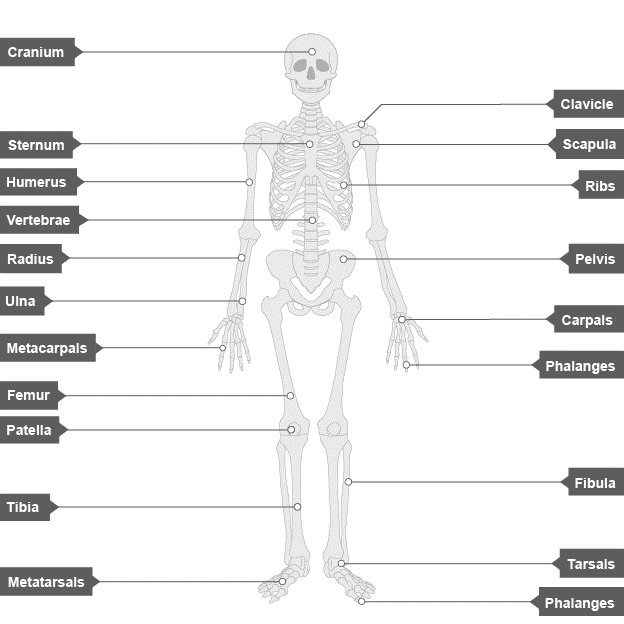 Cranium
Clavicle
Sternum
Scapula
Humerus
Ribs
Vertebrae
Radius
Pelvis
Ulna
Carpals
Metacarpals
Phalanges
Femur
Patella
Fibula
Tibia
Tarsals
Metatarsals
Phalanges